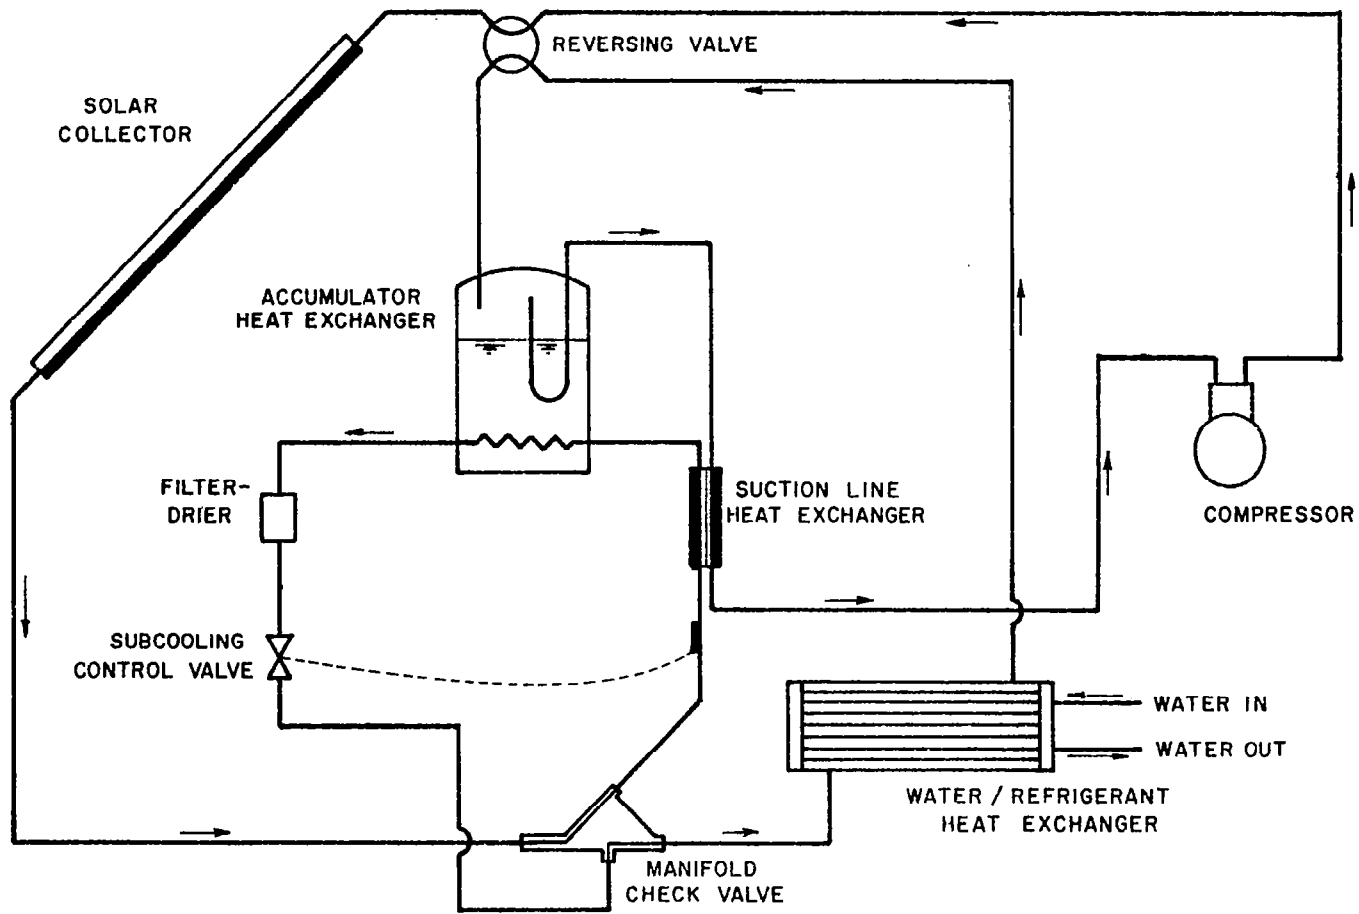 REVERSING VALVE
SOLAR
COLLECTOR
ACCUMULATOR
HEAT EXCHANGER
FILTER-
DRIER
SUCTION LINE
HEAT EXCHANGER
COMPRESSOR
SUBCOOLING
CONTROL VALVE
WATER IN
WATER OUT
WATER / REFRIGERANT
HEAT EXCHANGER
MANIFOLD
CHECK VALVE